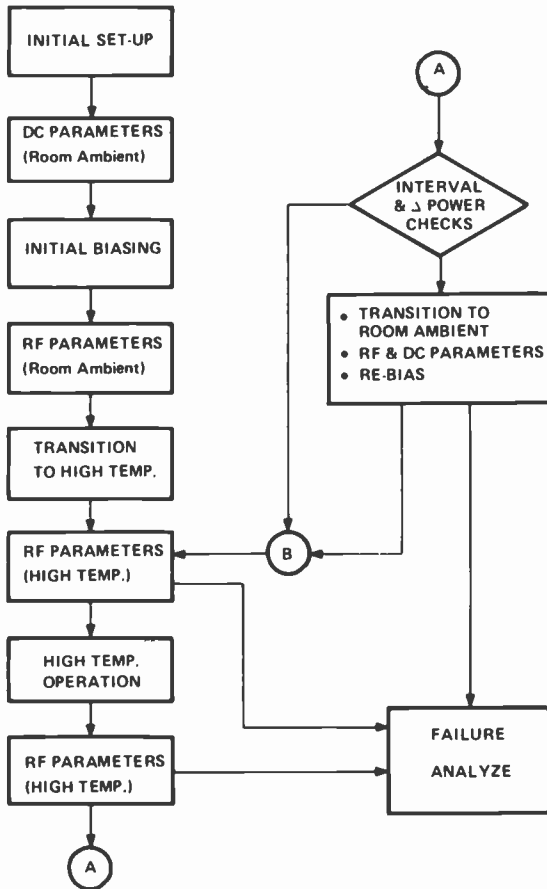 INITIAL SET-UP
DC PARAMETERS
(Room Ambient)
INITIAL BIASING
RF PARAMETERS
(Room Ambient)
TRANSITION
TO HIGH TEMP.
RF PARAMETERS
(HIGH TEMP.)
HIGH TEMP.
OPERATION
RF PARAMETERS
(HIGH TEMP.)
A
A
INTERVAL
& △ POWER
CHECKS
• TRANSITION TO
ROOM AMBIENT
• RF & DC PARAMETERS
• RE-BIAS
B
FAILURE
ANALYZE